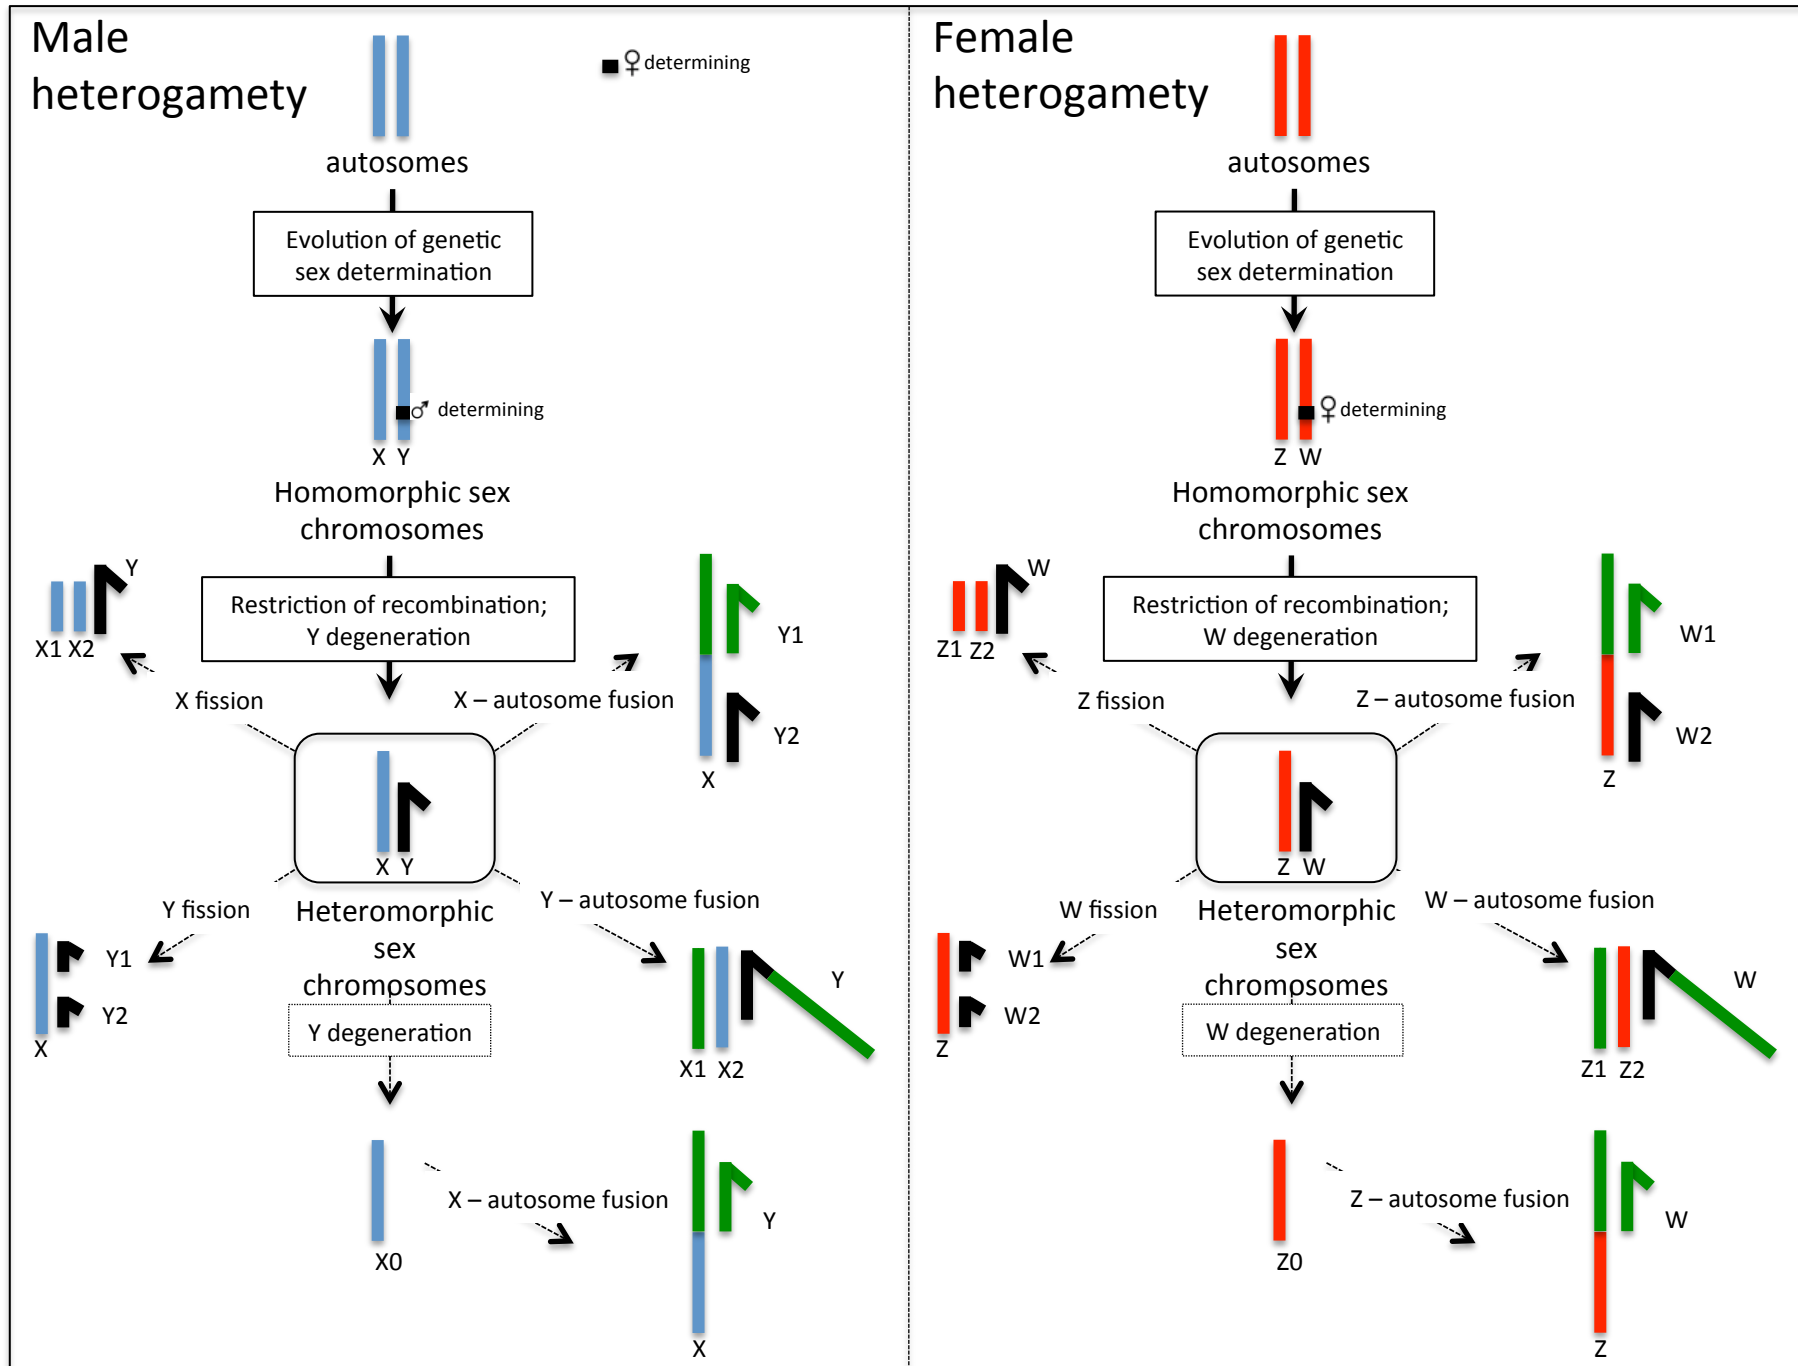 Male
heterogamety
♀ determining
autosomes
Evolution of genetic
sex determination
♂ determining
X Y
Homomorphic sex
chromosomes
Y
X1 X2
Restriction of recombination;
Y degeneration
Y1
Y2
X
X fission
X – autosome fusion
X Y
Heteromorphic
sex
chromosomes
Y fission
Y – autosome fusion
Y1
Y2
X
Y
X1 X2
Y degeneration
X0
X – autosome fusion
Y
X
Female
heterogamety
autosomes
Evolution of genetic
sex determination
♀ determining
Z W
Homomorphic sex
chromosomes
W
Z1 Z2
Restriction of recombination;
W degeneration
W1
W2
Z
Z fission
Z – autosome fusion
Z W
Heteromorphic
sex
chromosomes
W fission
W – autosome fusion
W1
W2
Z
W
Z1 Z2
W degeneration
Z0
Z – autosome fusion
W
Z